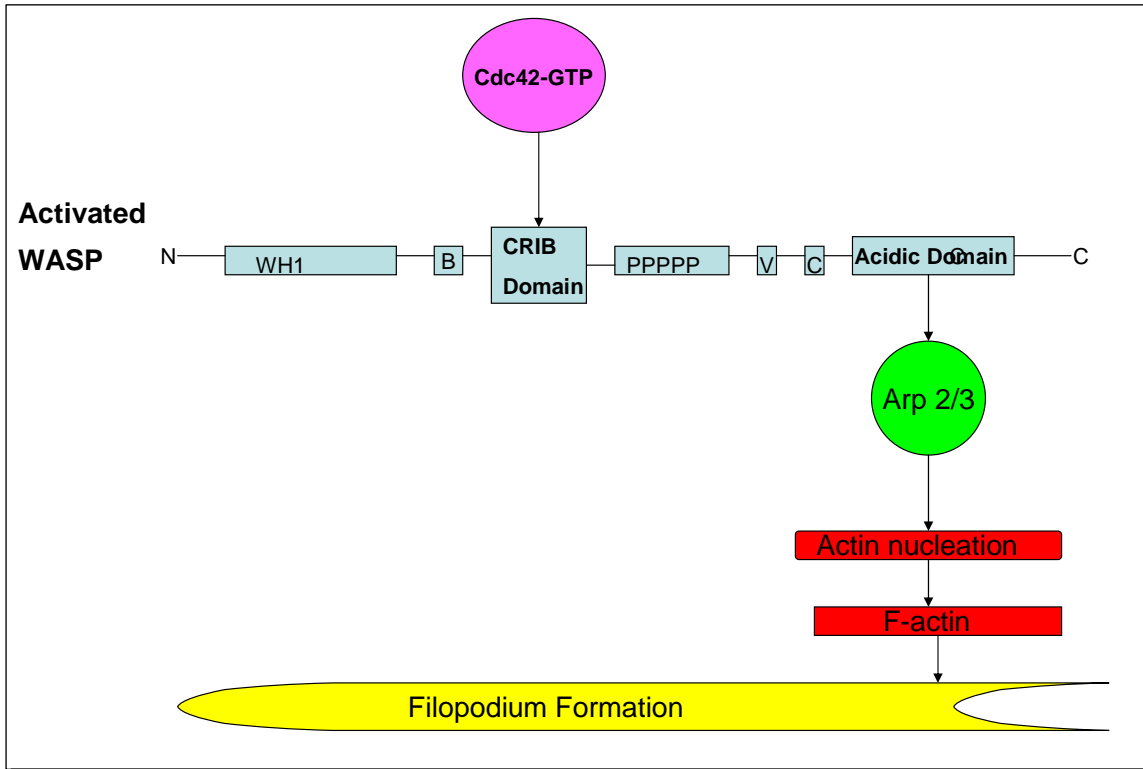 Cdc42-GTP
Activated
WASP
N
WH1
B
CRIB
Domain
PPPPP
V
C
Acidic Domain
C
C
Arp 2/3
Actin nucleation
F-actin
Filopodium Formation